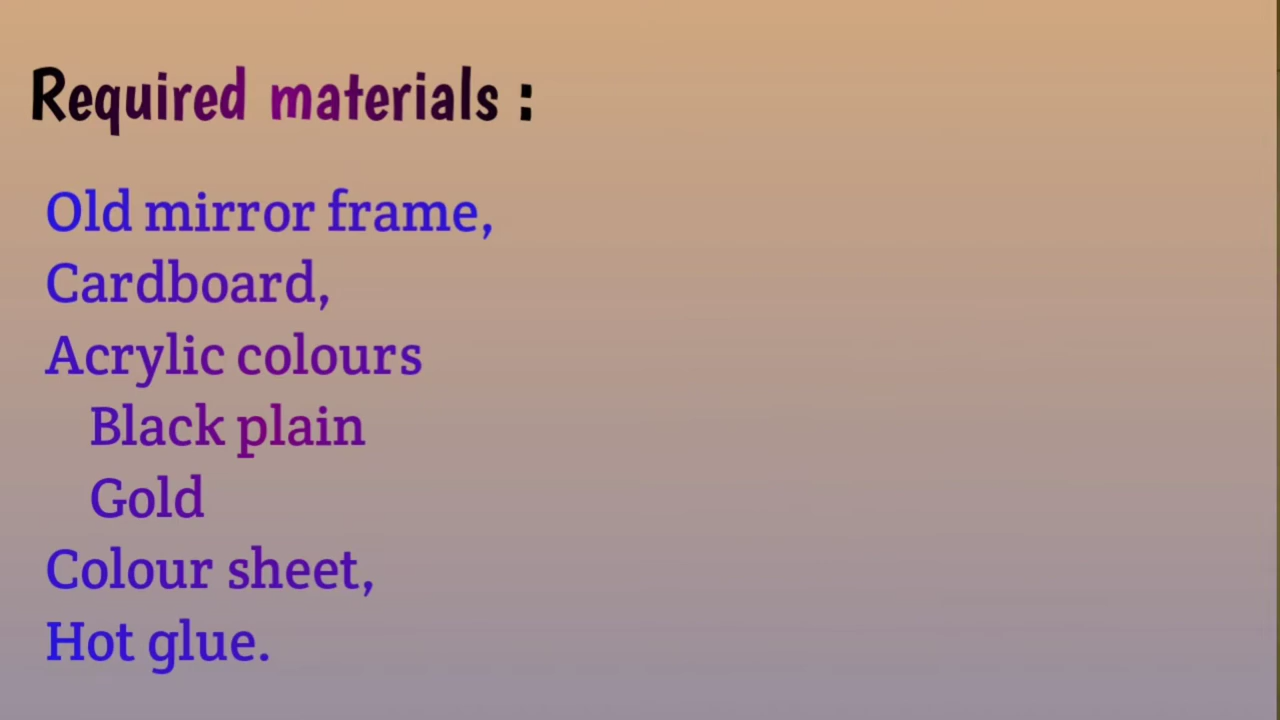 Required materials :
Old mirror frame,
Cardboard,
Acrylic colours
Black plain
Gold
Colour sheet,
Hot glue.